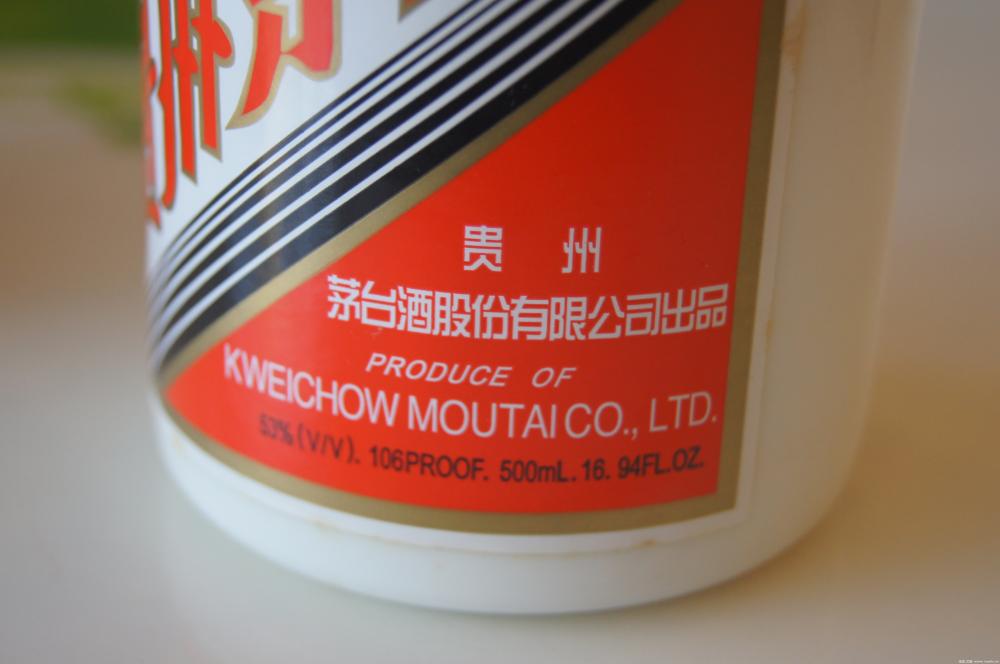 贵 州
茅台酒股份有限公司出品
PRODUCE OF
KWEICHOW MOUTAI CO., LTD.
53% (V/V). 106PROOF. 500mL. 16. 94FL.OZ.